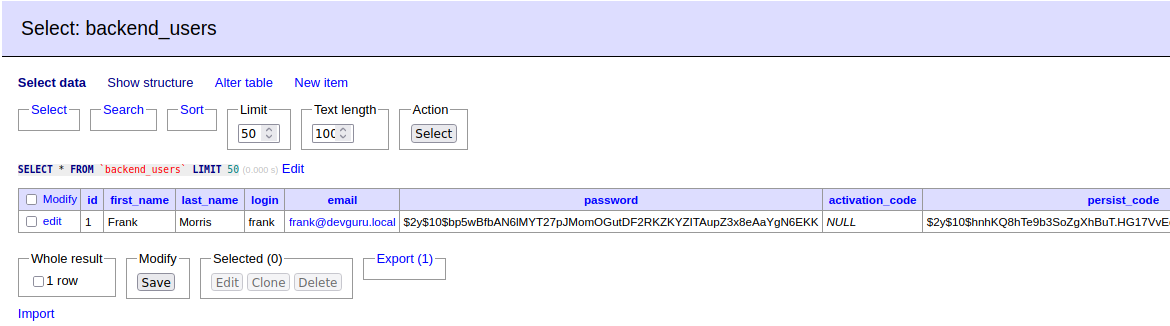 Select: backend_users
Select data Show structure Alter table New item
Select Search Sort Limit Text length Action
50 100 Select
SELECT * FROM `backend_users` LIMIT 50 (0.000 s) Edit
Modify id first_name last_name login email password activation_code persist_code
edit 1 Frank Morris frank frank@devguru.local $2y$10$bp5wBfbAN6lMYT27pJMomOGutDF2RKZKYZITAupZ3x8eAaYgN6EKK NULL $2y$10$hnhKQ8hTe9b3SoZgXhBuT.HG17VvE
Whole result Modify Selected (0) Export (1)
1 row Save Edit Clone Delete
Import